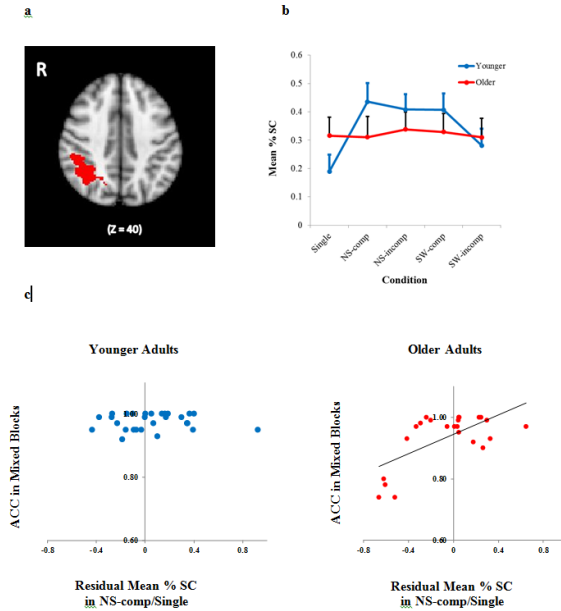 a
b
R
(Z = 40)
0.6
0.5
0.4
0.3
0.2
0.1
0
Mean % SC
Younger
Older
Single
NS-comp
NS-incomp
SW-comp
SW-incomp
Condition
c
Younger Adults
Older Adults
ACC in Mixed Blocks
1.00
0.80
0.60
-0.8
-0.4
0
0.4
0.8
Residual Mean % SC
in NS-comp/Single
ACC in Mixed Blocks
1.00
0.80
0.60
-0.8
-0.4
0
0.4
0.8
Residual Mean % SC
in NS-comp/Single